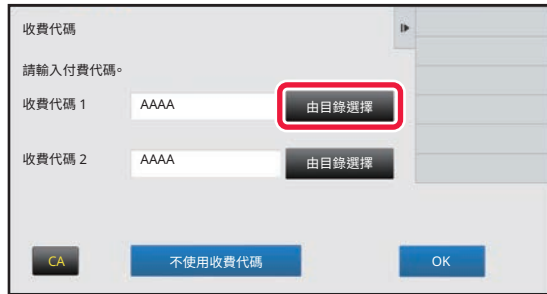 收費代碼
請輸入付費代碼。
收費代碼 1 AAAA 由目錄選擇
收費代碼 2 AAAA 由目錄選擇
CA 不使用收費代碼 OK